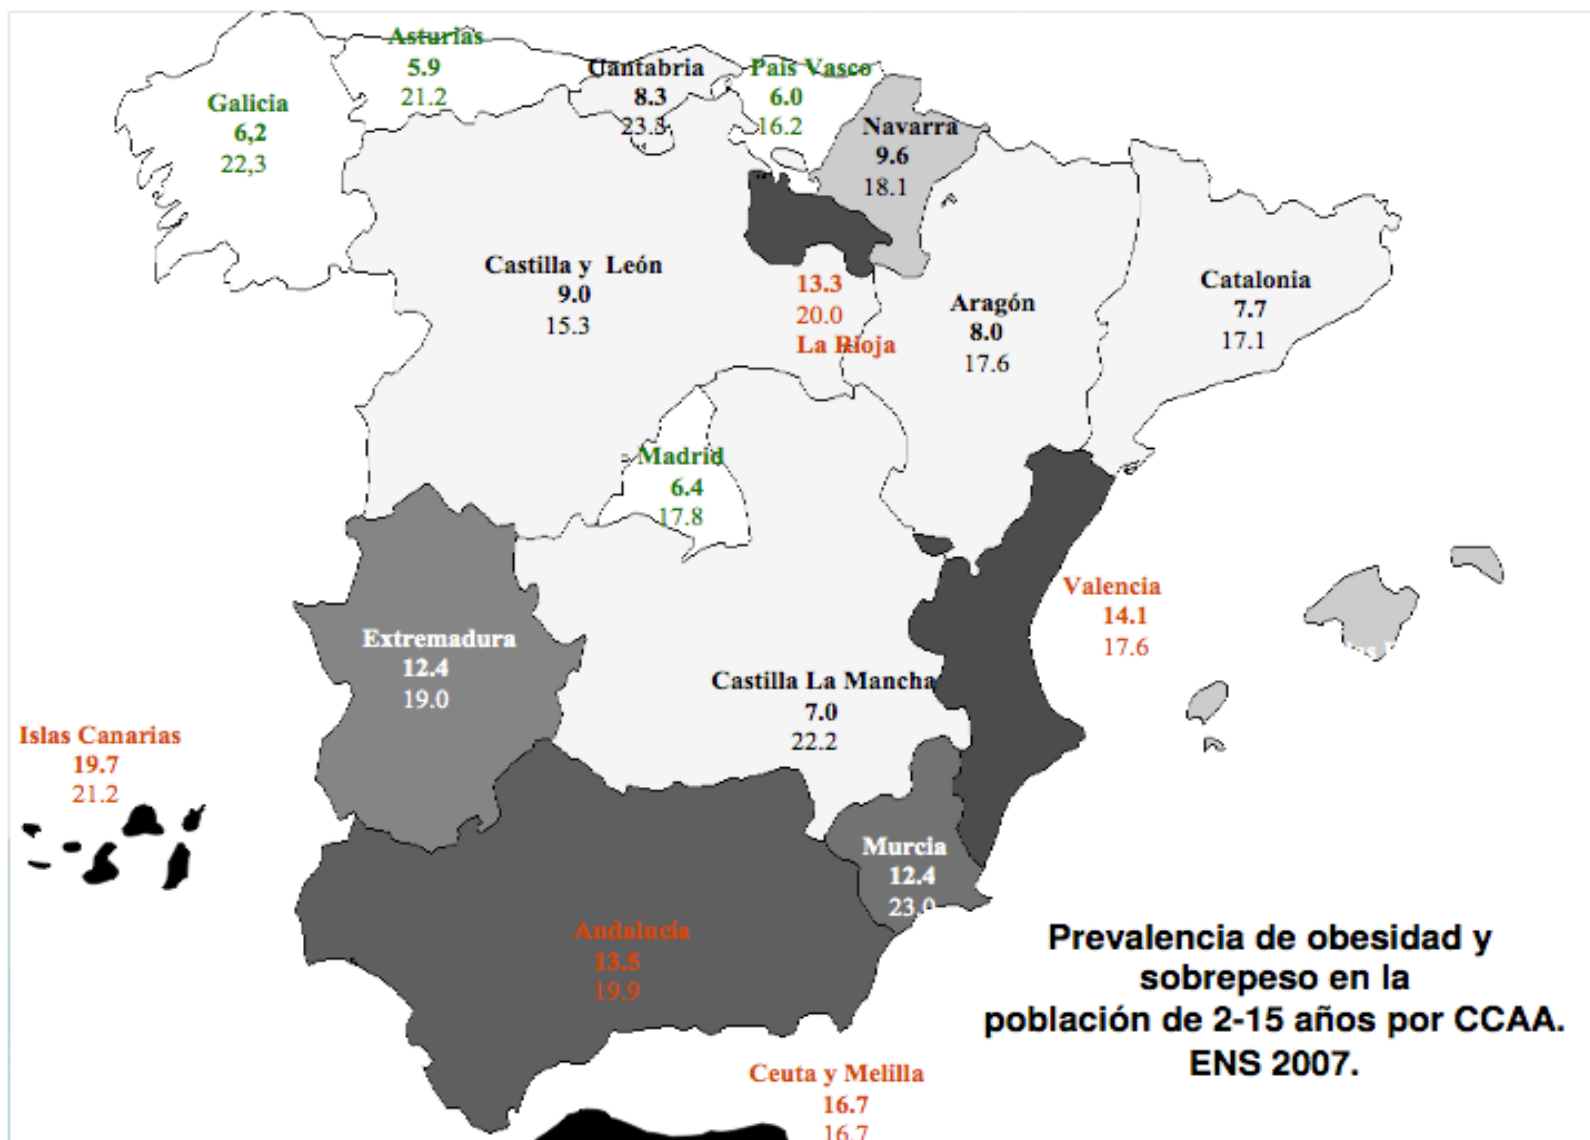 Asturias
5.9
21.2
Cantabria
8.3
23.3
País Vasco
6.0
16.2
Galicia
6,2
22,3
Navarra
9.6
18.1
Castilla y León
9.0
15.3
13.3
20.0
La Rioja
Aragón
8.0
17.6
Catalonia
7.7
17.1
Madrid
6.4
17.8
Valencia
14.1
17.6
Extremadura
12.4
19.0
Castilla La Mancha
7.0
22.2
Islas Canarias
19.7
21.2
Murcia
12.4
23.0
Andalucía
13.5
19.9
Prevalencia de obesidad y
sobrepeso en la
población de 2-15 años por CCAA.
ENS 2007.
Ceuta y Melilla
16.7
16.7